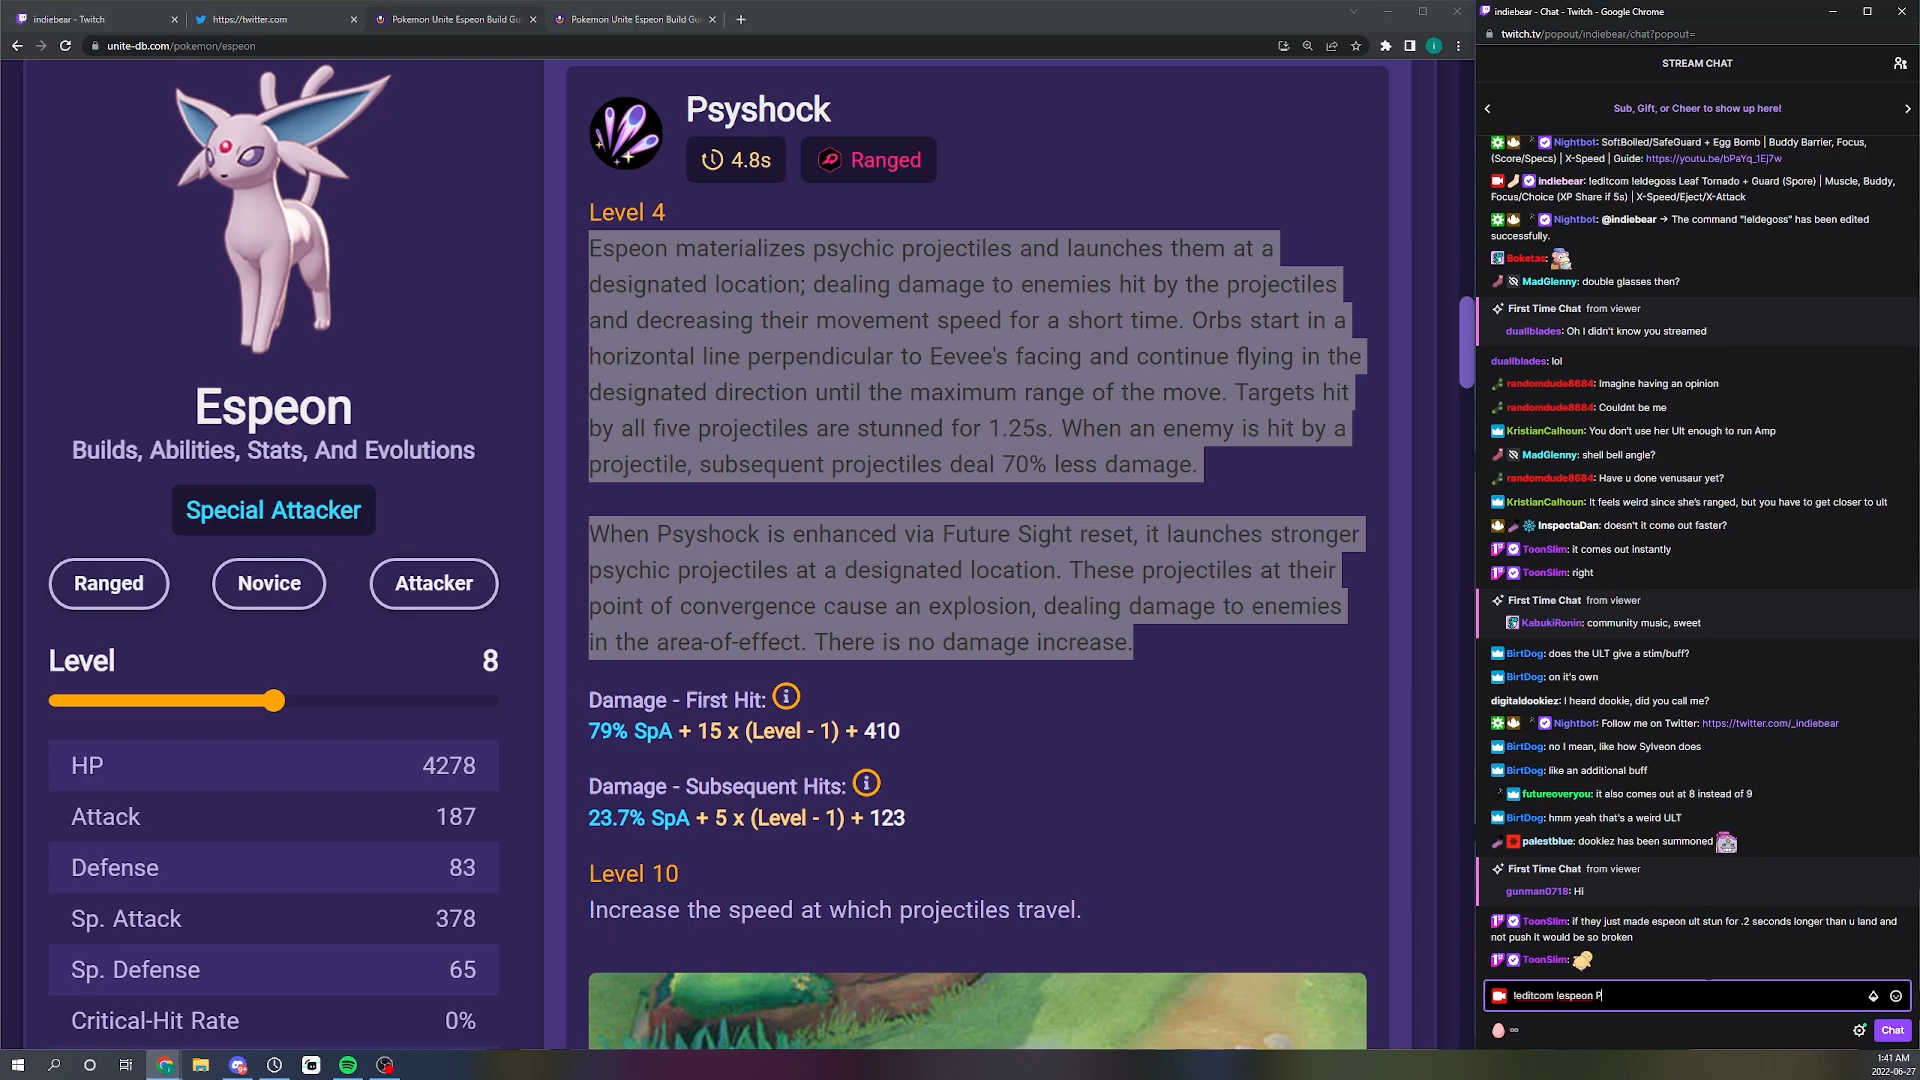 indiebear - Twitch
https://twitter.com
Pokemon Unite Espeon Build Gu
Pokemon Unite Espeon Build Gu
unite-db.com/pokemon/espeon
Espeon
Builds, Abilities, Stats, And Evolutions
Special Attacker
Ranged
Novice
Attacker
Level
8
HP
4278
Attack
187
Defense
83
Sp. Attack
378
Sp. Defense
65
Critical-Hit Rate
0%
Psyshock
4.8s
Ranged
Level 4
Espeon materializes psychic projectiles and launches them at a
designated location; dealing damage to enemies hit by the projectiles
and decreasing their movement speed for a short time. Orbs start in a
horizontal line perpendicular to Eevee's facing and continue flying in the
designated direction until the maximum range of the move. Targets hit
by all five projectiles are stunned for 1.25s. When an enemy is hit by a
projectile, subsequent projectiles deal 70% less damage.
When Psyshock is enhanced via Future Sight reset, it launches stronger
psychic projectiles at a designated location. These projectiles at their
point of convergence cause an explosion, dealing damage to enemies
in the area-of-effect. There is no damage increase.
Damage - First Hit:
79% SpA + 15 x (Level - 1) + 410
Damage - Subsequent Hits:
23.7% SpA + 5 x (Level - 1) + 123
Level 10
Increase the speed at which projectiles travel.
indiebear - Chat - Twitch - Google Chrome
twitch.tv/popout/indiebear/chat?popout=
STREAM CHAT
Sub, Gift, or Cheer to show up here!
Nightbot: SoftBoiled/SafeGuard + Egg Bomb | Buddy Barrier, Focus,
(Score/Specs) | X-Speed | Guide: https://youtu.be/bPaYq_1Ej7w
indiebear: !editcom !eldegoss Leaf Tornado + Guard (Spore) | Muscle, Buddy,
Focus/Choice (XP Share if 5s) | X-Speed/Eject/X-Attack
Nightbot: @indiebear -> The command "!eldegoss" has been edited
successfully.
Boketas:
MadGlenny: double glasses then?
First Time Chat from viewer
duallblades: Oh I didn't know you streamed
duallblades: lol
randomdude8684: Imagine having an opinion
randomdude8684: Couldnt be me
KristianCalhoun: You don't use her Ult enough to run Amp
MadGlenny: shell bell angle?
randomdude8684: Have u done venusaur yet?
KristianCalhoun: It feels weird since she's ranged, but you have to get closer to ult
InspectaDan: doesn't it come out faster?
ToonSlim: it comes out instantly
ToonSlim: right
First Time Chat from viewer
KabukiRonin: community music, sweet
BirtDog: does the ULT give a stim/buff?
BirtDog: on it's own
digitaldookiez: I heard dookie, did you call me?
Nightbot: Follow me on Twitter: https://twitter.com/_indiebear
BirtDog: no I mean, like how Sylveon does
BirtDog: like an additional buff
futureoveryou: it also comes out at 8 instead of 9
BirtDog: hmm yeah that's a weird ULT
palestblue: dookiez has been summoned
First Time Chat from viewer
gunman0718: Hi
ToonSlim: if they just made espeon ult stun for .2 seconds longer than u land and
not push it would be so broken
ToonSlim:
!editcom !espeon P
Chat
1:41 AM
2022-06-27